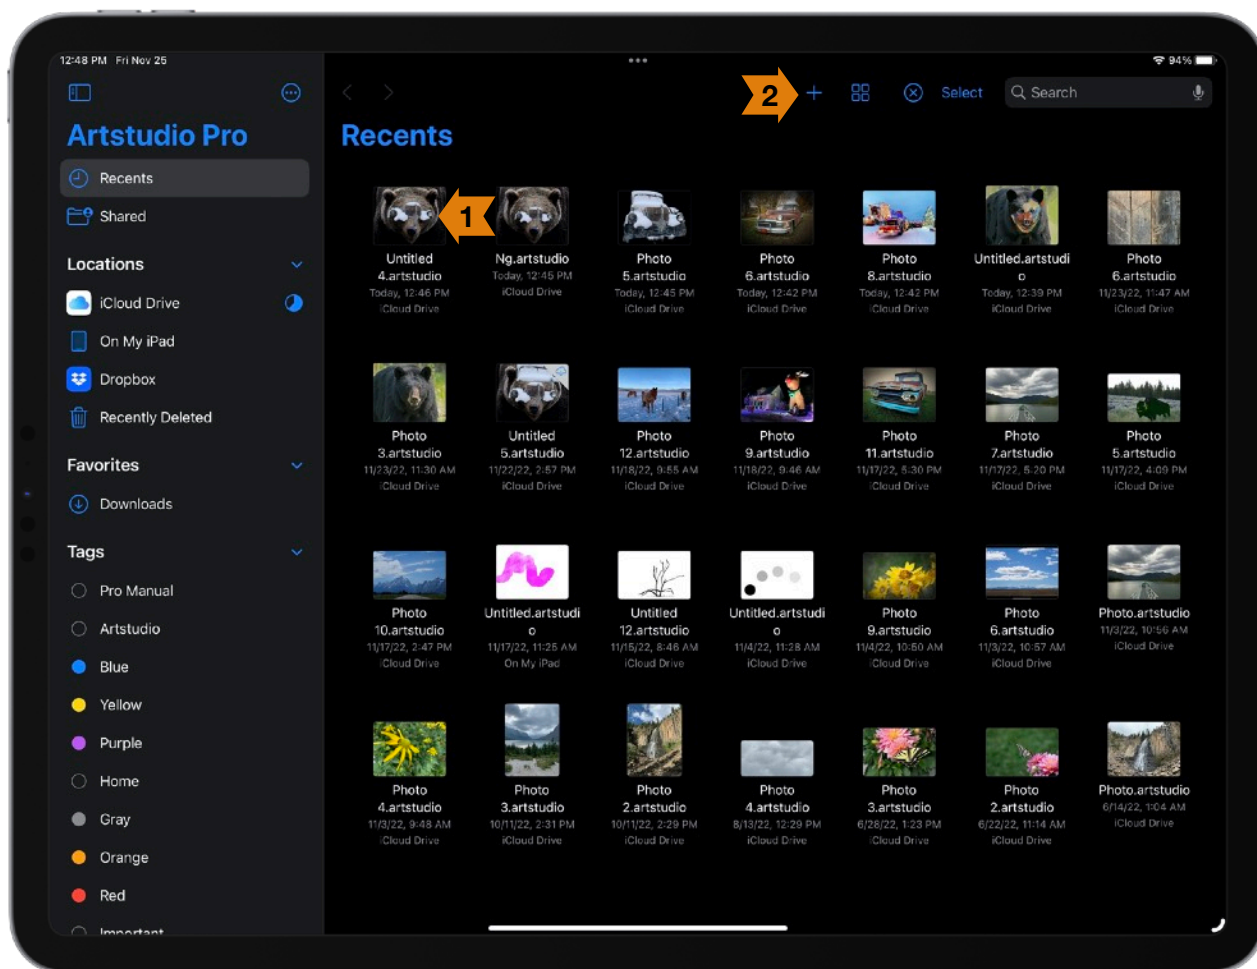 12:48 PM Fri Nov 25
94%
2
Select
Search
Artstudio Pro
Recents
Recents
Shared
Locations
iCloud Drive
On My iPad
Dropbox
Recently Deleted
Favorites
Downloads
Tags
Pro Manual
Artstudio
Blue
Yellow
Purple
Home
Gray
Orange
Red
Important
1
Untitled
4.artstudio
Today, 12:46 PM
iCloud Drive
Ng.artstudio
Today, 12:45 PM
iCloud Drive
Photo
5.artstudio
Today, 12:45 PM
iCloud Drive
Photo
6.artstudio
Today, 12:42 PM
iCloud Drive
Photo
8.artstudio
Today, 12:42 PM
iCloud Drive
Untitled.artstudi
o
Today, 12:39 PM
iCloud Drive
Photo
6.artstudio
11/23/22, 11:47 AM
iCloud Drive
Photo
3.artstudio
11/23/22, 11:30 AM
iCloud Drive
Untitled
5.artstudio
11/22/22, 2:57 PM
iCloud Drive
Photo
12.artstudio
11/18/22, 9:55 AM
iCloud Drive
Photo
9.artstudio
11/18/22, 9:46 AM
iCloud Drive
Photo
11.artstudio
11/17/22, 5:30 PM
iCloud Drive
Photo
7.artstudio
11/17/22, 5:20 PM
iCloud Drive
Photo
5.artstudio
11/17/22, 4:09 PM
iCloud Drive
Photo
10.artstudio
11/17/22, 2:47 PM
iCloud Drive
Untitled.artstudi
o
11/17/22, 11:25 AM
On My iPad
Untitled
12.artstudio
11/15/22, 8:46 AM
iCloud Drive
Untitled.artstudi
o
11/4/22, 11:28 AM
iCloud Drive
Photo
9.artstudio
11/4/22, 10:50 AM
iCloud Drive
Photo
6.artstudio
11/3/22, 10:57 AM
iCloud Drive
Photo.artstudio
11/3/22, 10:56 AM
iCloud Drive
Photo
4.artstudio
11/3/22, 9:48 AM
iCloud Drive
Photo
3.artstudio
10/11/22, 2:31 PM
iCloud Drive
Photo
2.artstudio
10/11/22, 2:29 PM
iCloud Drive
Photo
4.artstudio
8/13/22, 12:29 PM
iCloud Drive
Photo
3.artstudio
6/28/22, 1:23 PM
iCloud Drive
Photo
2.artstudio
6/22/22, 11:14 AM
iCloud Drive
Photo.artstudio
6/14/22, 1:04 AM
iCloud Drive